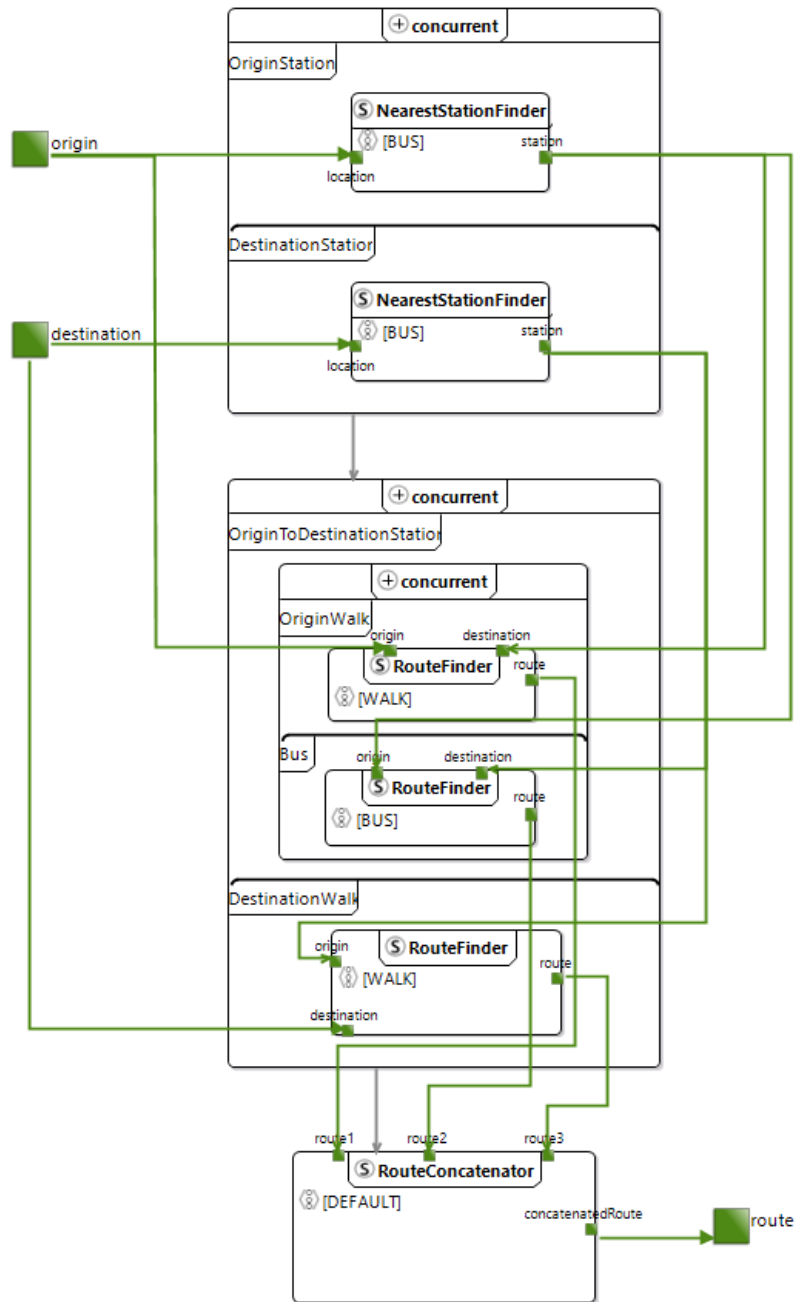 concurrent
OriginStation
S NearestStationFinder
origin
[BUS]
station
location
DestinationStation
S NearestStationFinder
destination
[BUS]
station
location
concurrent
OriginToDestinationStation
concurrent
OriginWalk
origin
destination
S RouteFinder
route
[WALK]
Bus
origin
destination
S RouteFinder
route
[BUS]
DestinationWalk
origin
S RouteFinder
route
[WALK]
destination
route1
route2
route3
S RouteConcatenator
[DEFAULT]
concatenatedRoute
route